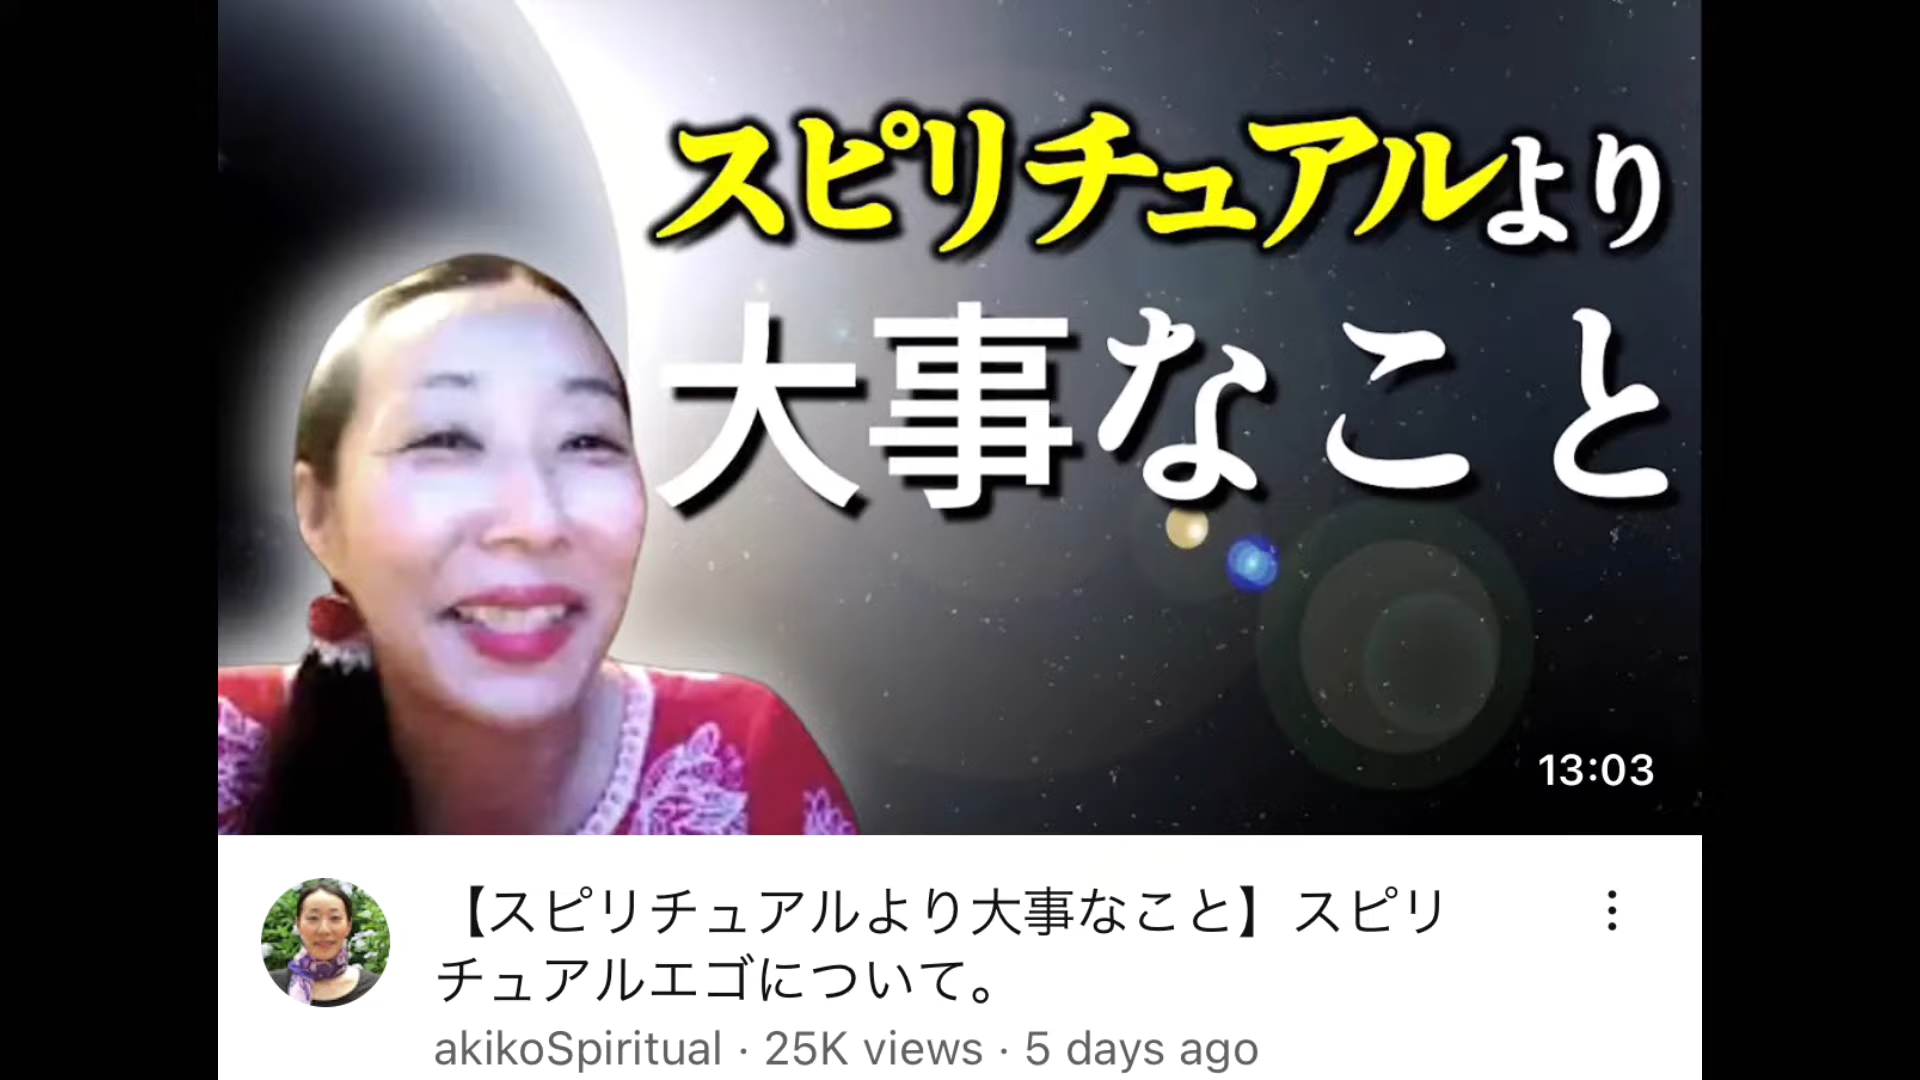 スピリチュアルより
大事なこと
13:03
【スピリチュアルより大事なこと】スピリ
チュアルエゴについて。
akikoSpiritual · 25K views · 5 days ago